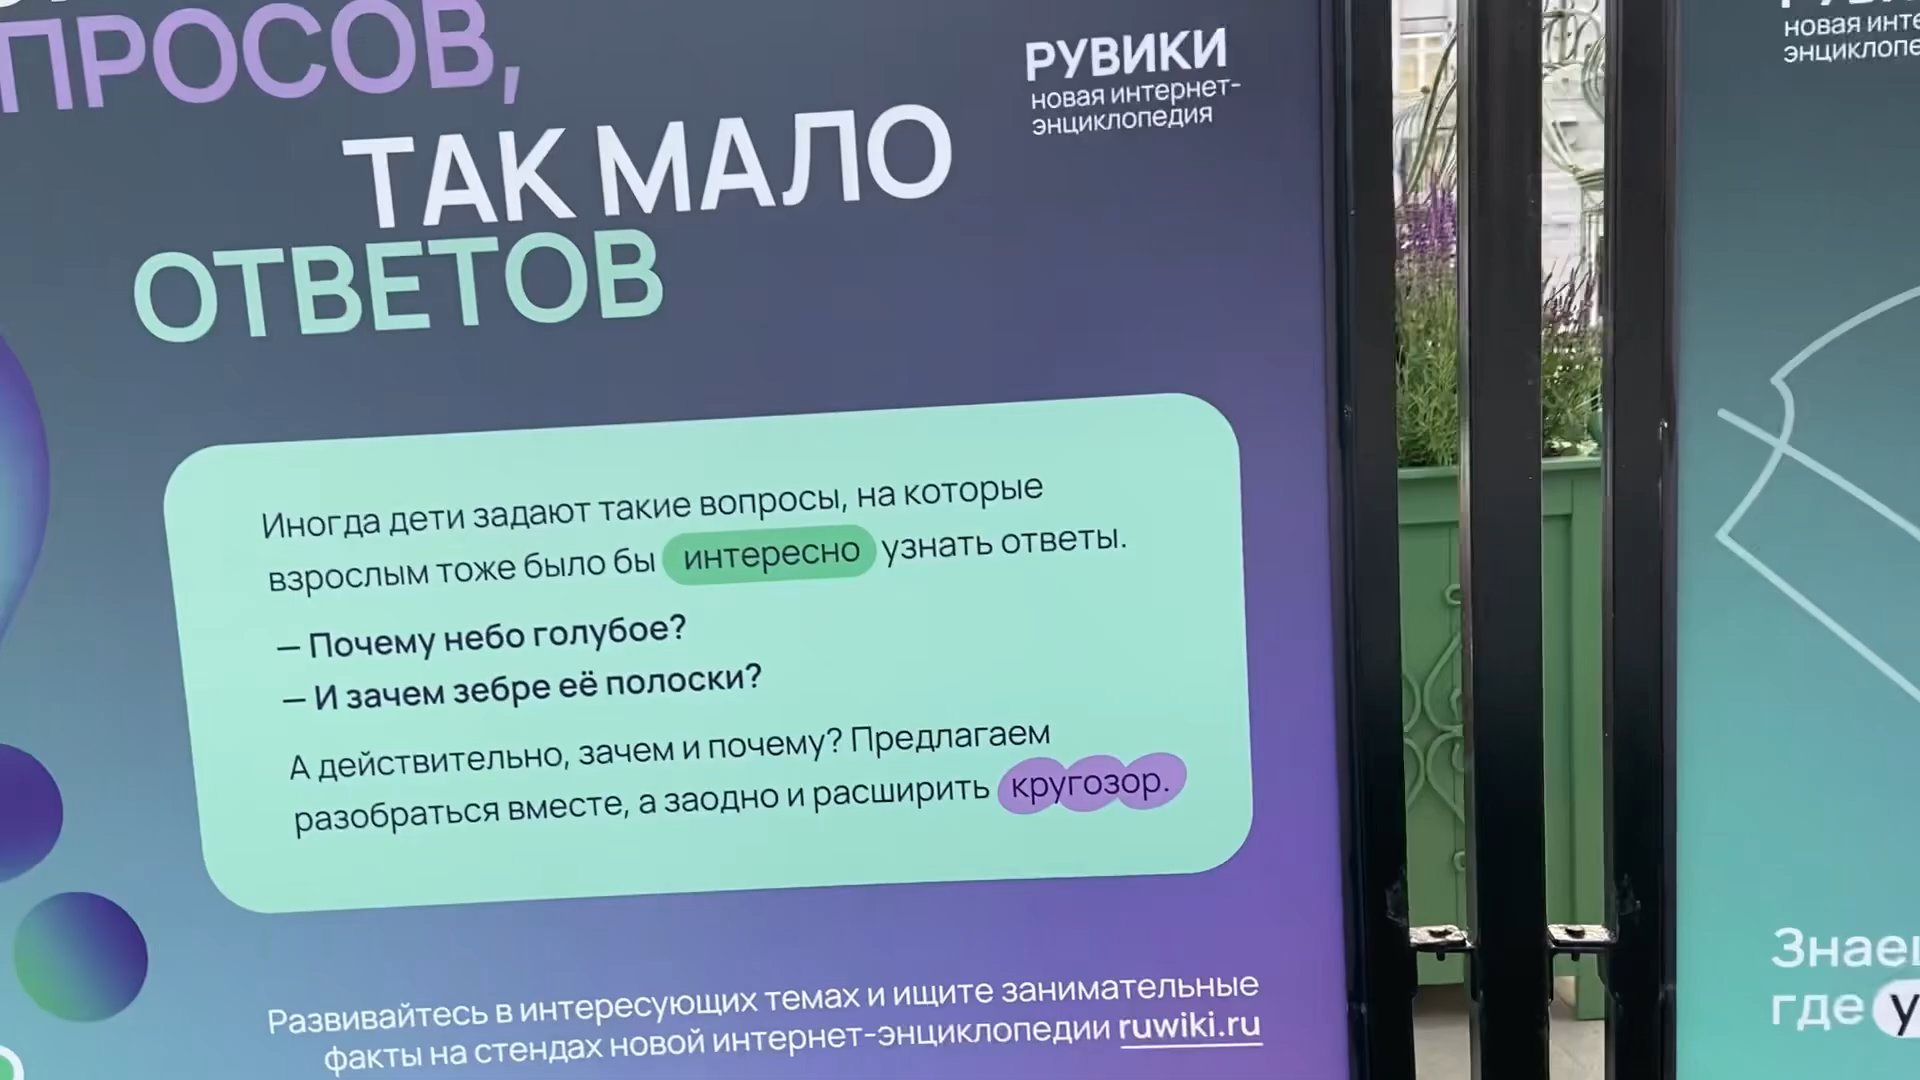 ПРОСОВ,
ТАК МАЛО
ОТВЕТОВ
РУВИКИ
новая интернет-
энциклопедия
Иногда дети задают такие вопросы, на которые
взрослым тоже было бы интересно узнать ответы.
— Почему небо голубое?
— И зачем зебре её полоски?
А действительно, зачем и почему? Предлагаем
разобраться вместе, а заодно и расширить кругозор.
Развивайтесь в интересующих темах и ищите занимательные
факты на стендах новой интернет-энциклопедии ruwiki.ru
новая инте
энциклопе
Знае
где у